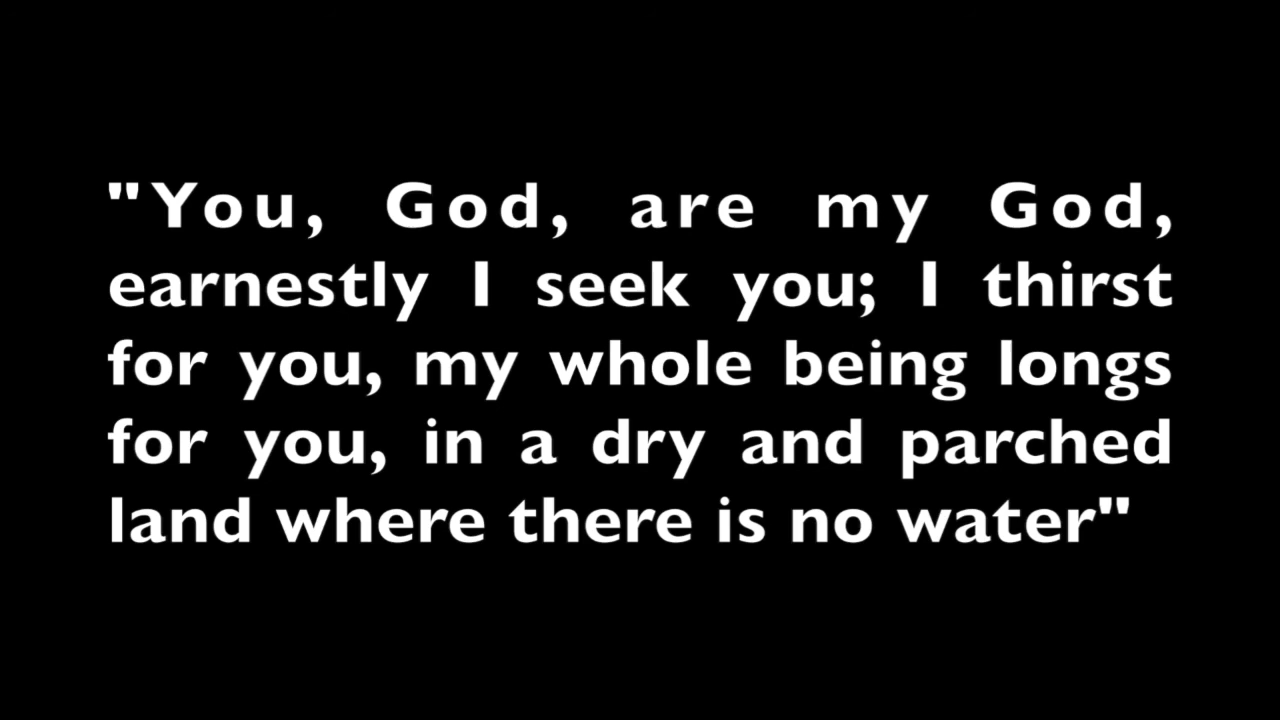 "You, God, are my God,
earnestly I seek you; I thirst
for you, my whole being longs
for you, in a dry and parched
land where there is no water"